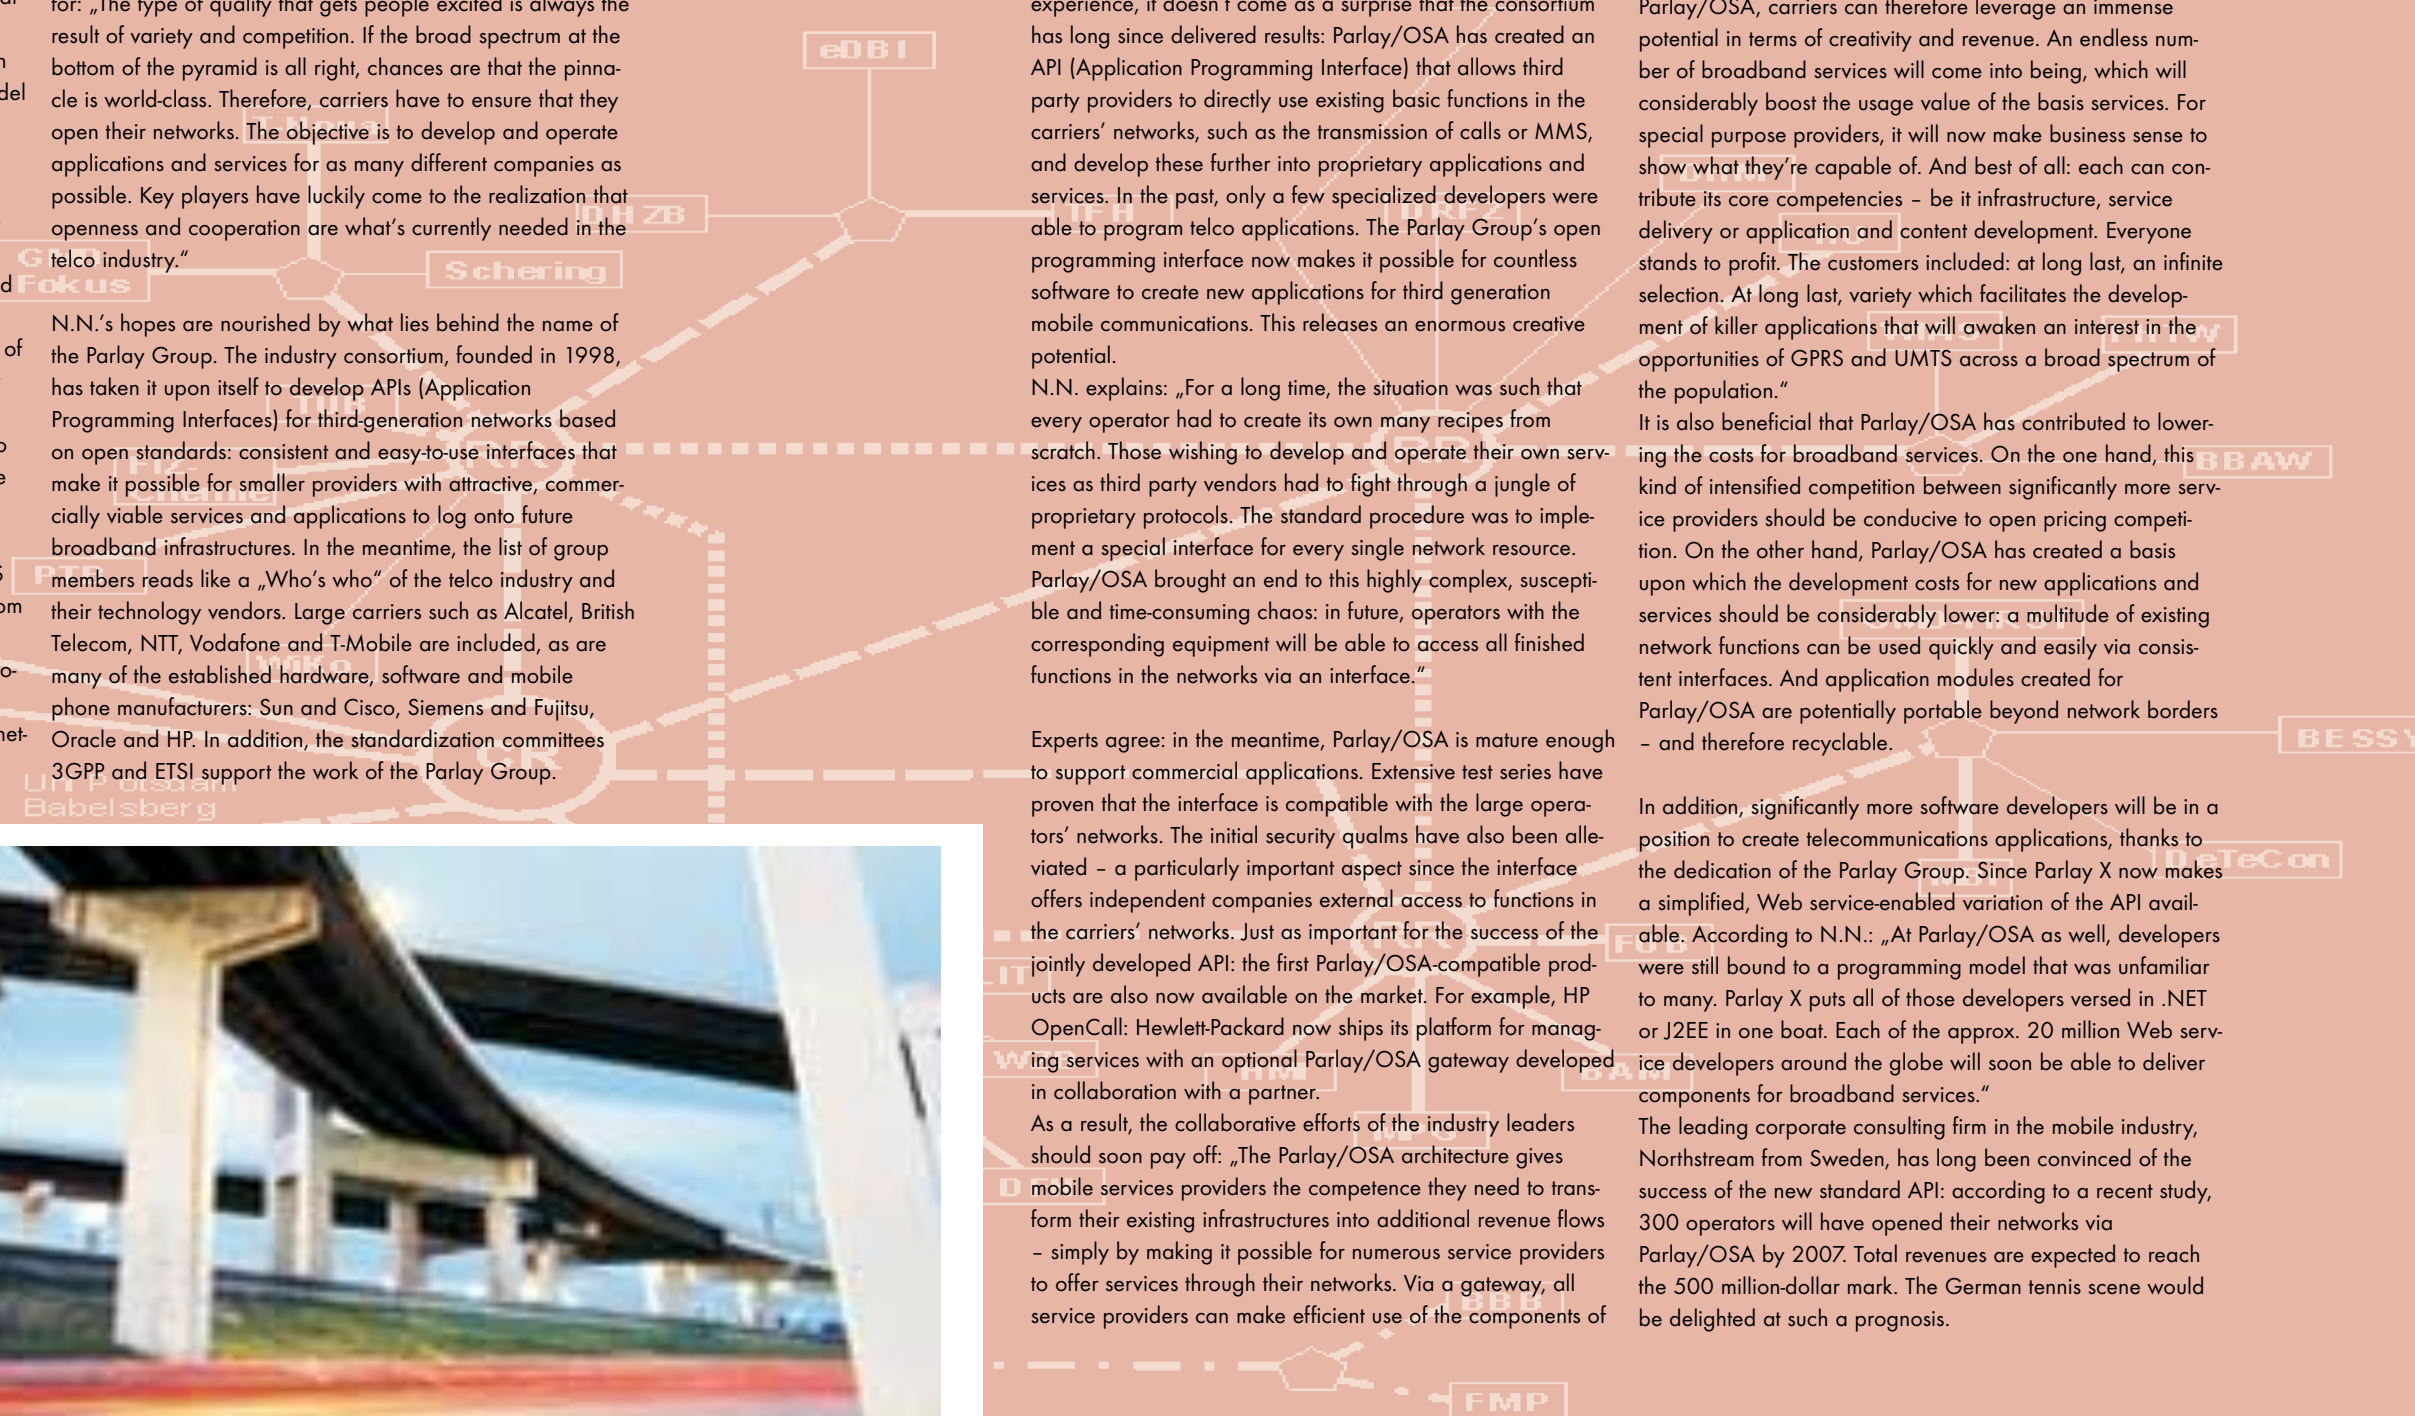 for: „The type of quality that gets people excited is always the
result of variety and competition. If the broad spectrum at the
bottom of the pyramid is all right, chances are that the pinna-
cle is world-class. Therefore, carriers have to ensure that they
open their networks. The objective is to develop and operate
applications and services for as many different companies as
possible. Key players have luckily come to the realization that
openness and cooperation are what's currently needed in the
telco industry.“
N.N.'s hopes are nourished by what lies behind the name of
the Parlay Group. The industry consortium, founded in 1998,
has taken it upon itself to develop APIs (Application
Programming Interfaces) for third-generation networks based
on open standards: consistent and easy-to-use interfaces that
make it possible for smaller providers with attractive, commer-
cially viable services and applications to log onto future
broadband infrastructures. In the meantime, the list of group
members reads like a „Who's who“ of the telco industry and
their technology vendors. Large carriers such as Alcatel, British
Telecom, NTT, Vodafone and T-Mobile are included, as are
many of the established hardware, software and mobile
phone manufacturers: Sun and Cisco, Siemens and Fujitsu,
Oracle and HP. In addition, the standardization committees
3GPP and ETSI support the work of the Parlay Group.
experience, it doesn't come as a surprise that the consortium
has long since delivered results: Parlay/OSA has created an
API (Application Programming Interface) that allows third
party providers to directly use existing basic functions in the
carriers' networks, such as the transmission of calls or MMS,
and develop these further into proprietary applications and
services. In the past, only a few specialized developers were
able to program telco applications. The Parlay Group's open
programming interface now makes it possible for countless
software to create new applications for third generation
mobile communications. This releases an enormous creative
potential.
N.N. explains: „For a long time, the situation was such that
every operator had to create its own many recipes from
scratch. Those wishing to develop and operate their own serv-
ices as third party vendors had to fight through a jungle of
proprietary protocols. The standard procedure was to imple-
ment a special interface for every single network resource.
Parlay/OSA brought an end to this highly complex, suscepti-
ble and time-consuming chaos: in future, operators with the
corresponding equipment will be able to access all finished
functions in the networks via an interface.“
Experts agree: in the meantime, Parlay/OSA is mature enough
to support commercial applications. Extensive test series have
proven that the interface is compatible with the large opera-
tors' networks. The initial security qualms have also been alle-
viated – a particularly important aspect since the interface
offers independent companies external access to functions in
the carriers' networks. Just as important for the success of the
jointly developed API: the first Parlay/OSA-compatible prod-
ucts are also now available on the market. For example, HP
OpenCall: Hewlett-Packard now ships its platform for manag-
ing services with an optional Parlay/OSA gateway developed
in collaboration with a partner.
As a result, the collaborative efforts of the industry leaders
should soon pay off: „The Parlay/OSA architecture gives
mobile services providers the competence they need to trans-
form their existing infrastructures into additional revenue flows
– simply by making it possible for numerous service providers
to offer services through their networks. Via a gateway, all
service providers can make efficient use of the components of
Parlay/OSA, carriers can therefore leverage an immense
potential in terms of creativity and revenue. An endless num-
ber of broadband services will come into being, which will
considerably boost the usage value of the basis services. For
special purpose providers, it will now make business sense to
show what they're capable of. And best of all: each can con-
tribute its core competencies – be it infrastructure, service
delivery or application and content development. Everyone
stands to profit. The customers included: at long last, an infinite
selection. At long last, variety which facilitates the develop-
ment of killer applications that will awaken an interest in the
opportunities of GPRS and UMTS across a broad spectrum of
the population.“
It is also beneficial that Parlay/OSA has contributed to lower-
ing the costs for broadband services. On the one hand, this
kind of intensified competition between significantly more serv-
ice providers should be conducive to open pricing competi-
tion. On the other hand, Parlay/OSA has created a basis
upon which the development costs for new applications and
services should be considerably lower: a multitude of existing
network functions can be used quickly and easily via consis-
tent interfaces. And application modules created for
Parlay/OSA are potentially portable beyond network borders
– and therefore recyclable.
In addition, significantly more software developers will be in a
position to create telecommunications applications, thanks to
the dedication of the Parlay Group. Since Parlay X now makes
a simplified, Web service-enabled variation of the API avail-
able. According to N.N.: „At Parlay/OSA as well, developers
were still bound to a programming model that was unfamiliar
to many. Parlay X puts all of those developers versed in .NET
or J2EE in one boat. Each of the approx. 20 million Web serv-
ice developers around the globe will soon be able to deliver
components for broadband services.“
The leading corporate consulting firm in the mobile industry,
Northstream from Sweden, has long been convinced of the
success of the new standard API: according to a recent study,
300 operators will have opened their networks via
Parlay/OSA by 2007. Total revenues are expected to reach
the 500 million-dollar mark. The German tennis scene would
be delighted at such a prognosis.
eDBI
T-Nova
DHZB
TFH
DRFZ
GMD
Fokus
Schering
TUB
FIZ-
Chemie
PTB
WiKo
RR
GR
Uni Potsdam
Babelsberg
BBAW
BESSY
DeTeCon
RR
FUB
LIT
HMI
BAM
BBB
FMP